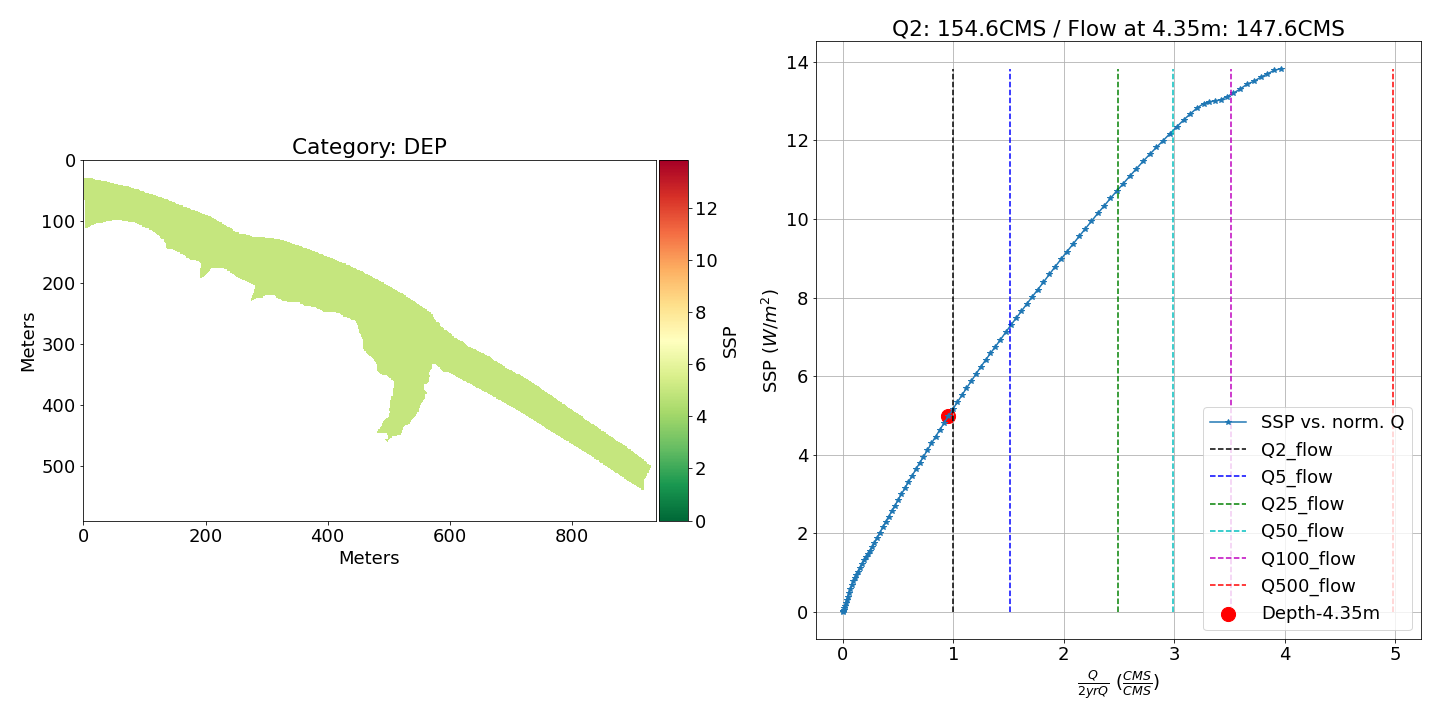 Category: DEP
0
100
200
300
400
500
Meters
0
200
400
600
800
Meters
12
10
8
6
4
2
0
SSP
Q2: 154.6CMS / Flow at 4.35m: 147.6CMS
14
12
10
8
6
4
2
0
SSP (W/m²)
0
1
2
3
4
5
Q/2yrQ (CMS/CMS)
SSP vs. norm. Q
Q2_flow
Q5_flow
Q25_flow
Q50_flow
Q100_flow
Q500_flow
Depth-4.35m